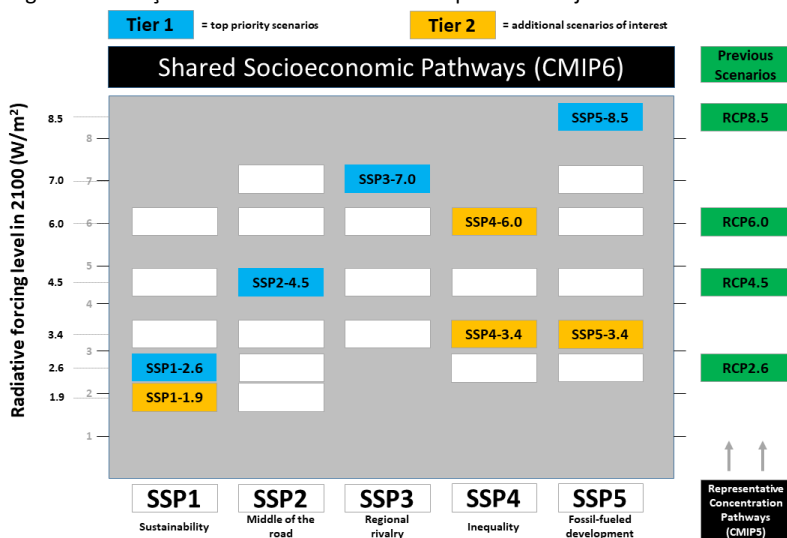 Tier 1 = top priority scenarios Tier 2 = additional scenarios of interest
Shared Socioeconomic Pathways (CMIP6)
Previous
Scenarios
Radiative forcing level in 2100 (W/m²)
8.5 SSP5-8.5 RCP8.5
8
7.0 7 SSP3-7.0
6.0 6 SSP4-6.0 RCP6.0
5
4.5 SSP2-4.5 RCP4.5
4
3.4 SSP4-3.4 SSP5-3.4
3
2.6 SSP1-2.6 RCP2.6
2
1.9 SSP1-1.9
1
SSP1 SSP2 SSP3 SSP4 SSP5
Sustainability
Middle of the
road
Regional
rivalry
Inequality
Fossil-fueled
development
Representative
Concentration
Pathways
(CMIP5)